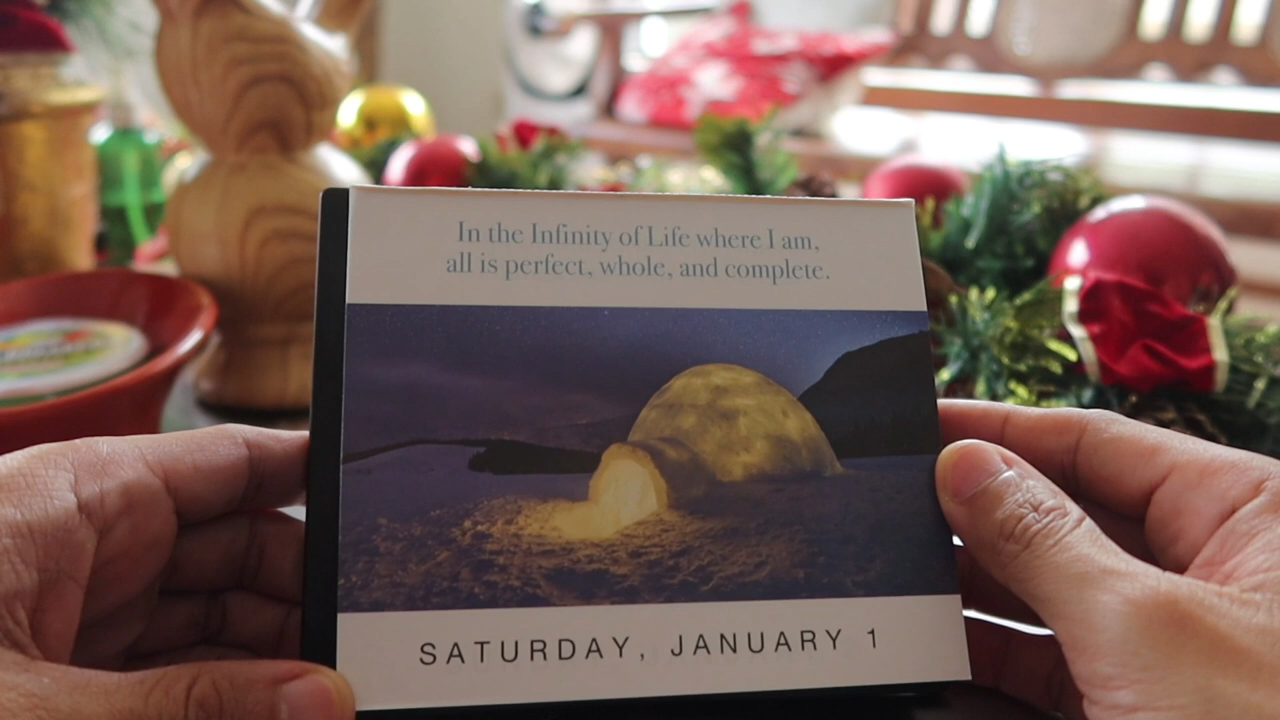 In the Infinity of Life where I am,
all is perfect, whole, and complete.
SATURDAY, JANUARY 1